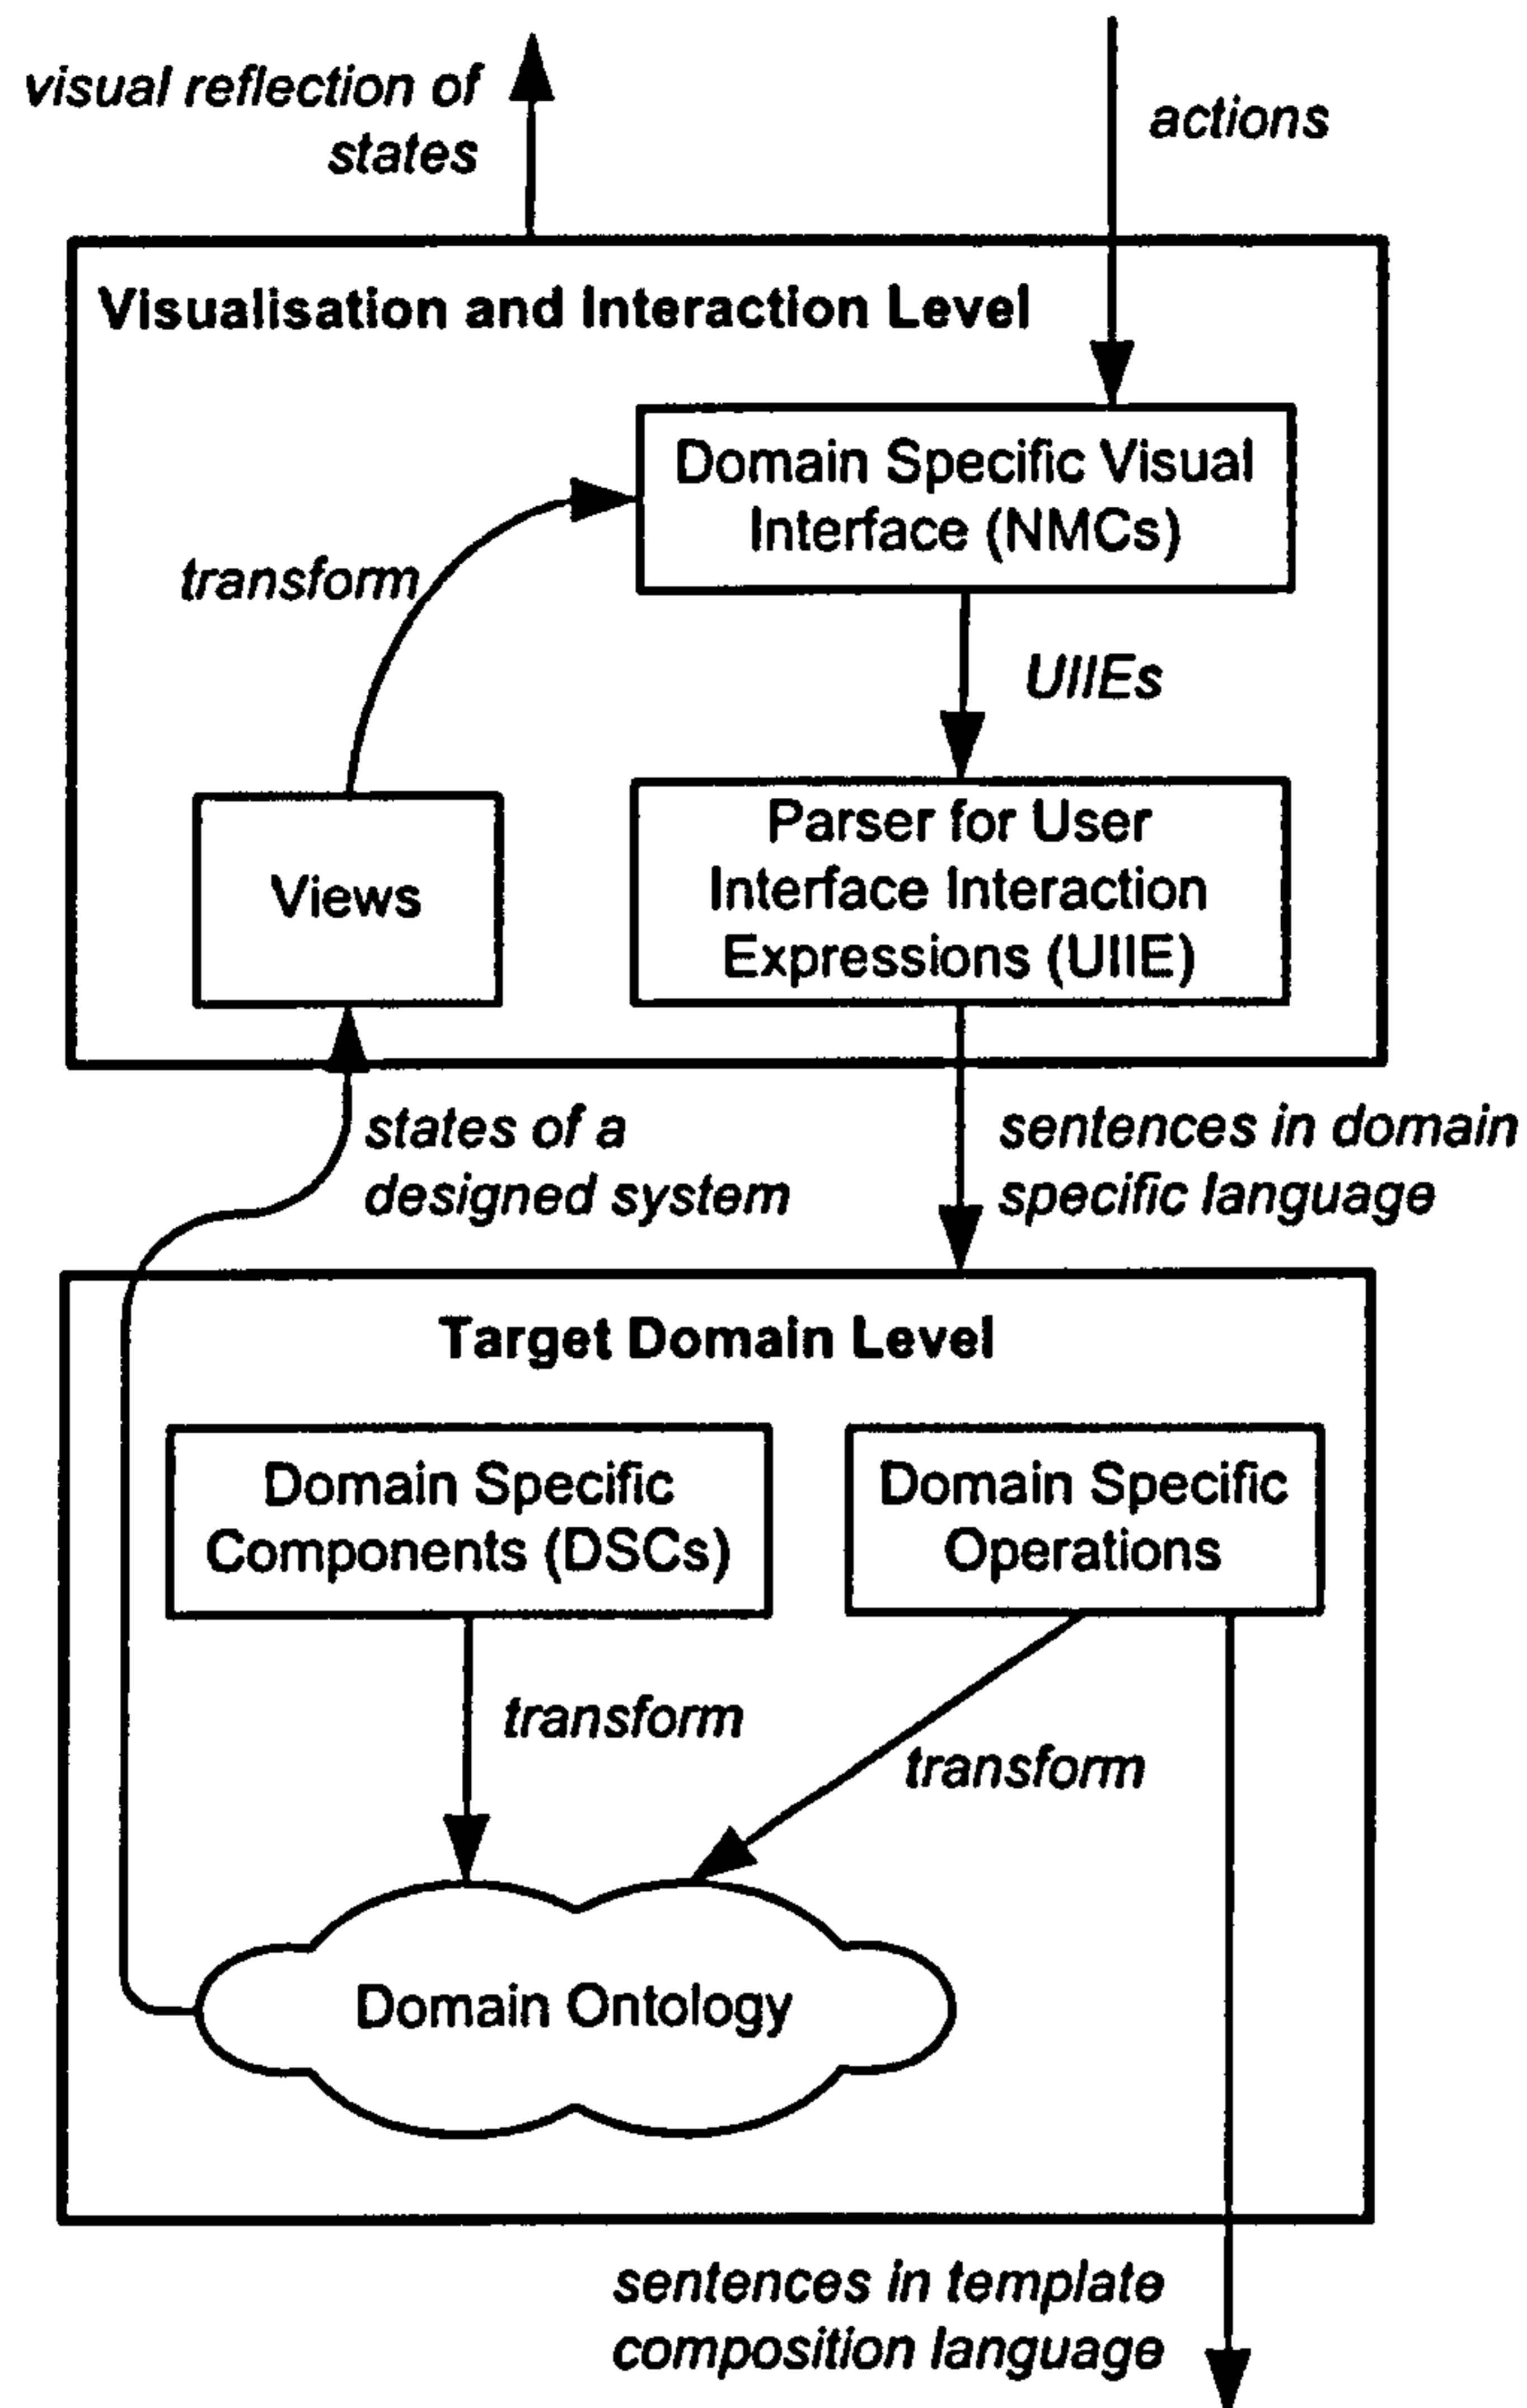 visual reflection of
states
actions
Visualisation and Interaction Level
Domain Specific Visual
Interface (NMCs)
transform
UIIEs
Views
Parser for User
Interface Interaction
Expressions (UIIE)
states of a
designed system
sentences in domain
specific language
Target Domain Level
Domain Specific
Components (DSCs)
Domain Specific
Operations
transform
transform
Domain Ontology
sentences in template
composition language